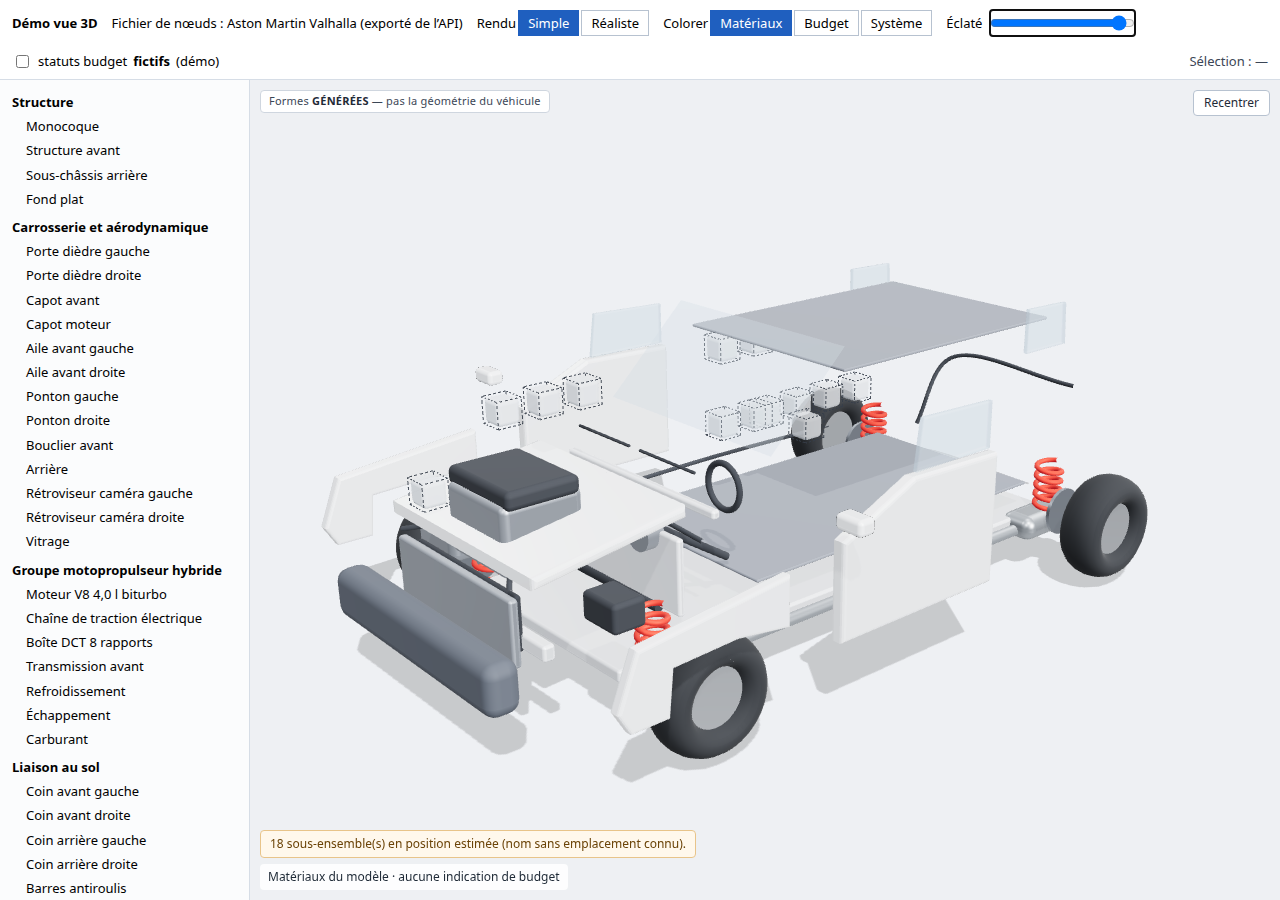 Démo vue 3D Fichier de nœuds : Aston Martin Valhalla (exporté de l’API) Rendu Simple Réaliste Colorer Matériaux Budget Système Éclaté
statuts budget fictifs (démo) Sélection : —
Formes GÉNÉRÉES — pas la géométrie du véhicule
Recentrer
Structure
Monocoque
Structure avant
Sous-châssis arrière
Fond plat
Carrosserie et aérodynamique
Porte dièdre gauche
Porte dièdre droite
Capot avant
Capot moteur
Aile avant gauche
Aile avant droite
Ponton gauche
Ponton droite
Bouclier avant
Arrière
Rétroviseur caméra gauche
Rétroviseur caméra droite
Vitrage
Groupe motopropulseur hybride
Moteur V8 4,0 l biturbo
Chaîne de traction électrique
Boîte DCT 8 rapports
Transmission avant
Refroidissement
Échappement
Carburant
Liaison au sol
Coin avant gauche
Coin avant droite
Coin arrière gauche
Coin arrière droite
Barres antiroulis
18 sous-ensemble(s) en position estimée (nom sans emplacement connu).
Matériaux du modèle · aucune indication de budget